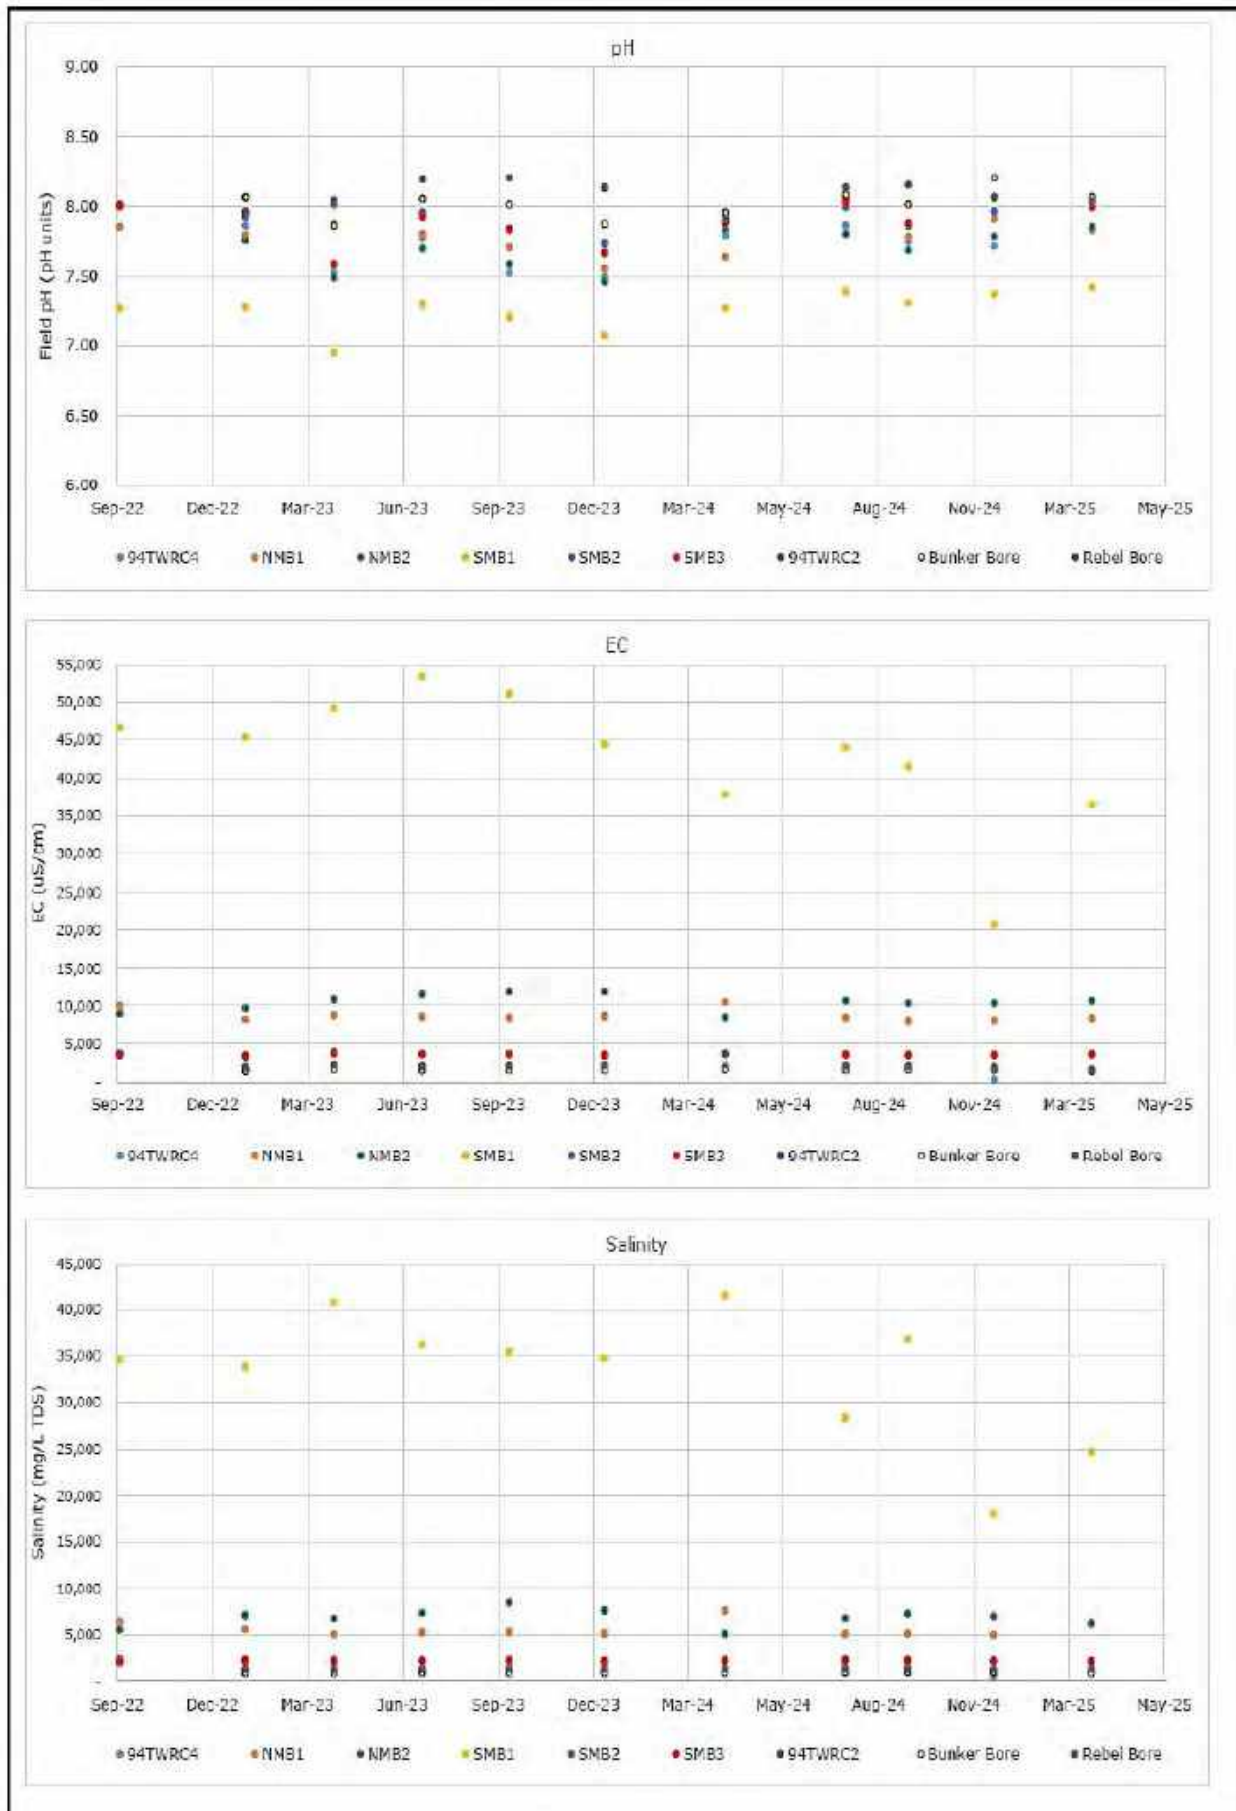 pH
9.00
8.50
8.00
7.50
7.00
6.50
6.00
Field pH (pH units)
Sep-22 Dec-22 Mar-23 Jun-23 Sep-23 Dec-23 Mar-24 May-24 Aug-24 Nov-24 Mar-25 May-25
94TWRC4 NMB1 NMB2 SMB1 SMB2 SMB3 94TWRC2 Bunker Bore Rebel Bore
EC
55,000
50,000
45,000
40,000
35,000
30,000
25,000
20,000
15,000
10,000
5,000
-
EC (uS/cm)
Sep-22 Dec-22 Mar-23 Jun-23 Sep-23 Dec-23 Mar-24 May-24 Aug-24 Nov-24 Mar-25 May-25
94TWRC4 NMB1 NMB2 SMB1 SMB2 SMB3 94TWRC2 Bunker Bore Rebel Bore
Salinity
45,000
40,000
35,000
30,000
25,000
20,000
15,000
10,000
5,000
-
Salinity (mg/L TDS)
Sep-22 Dec-22 Mar-23 Jun-23 Sep-23 Dec-23 Mar-24 May-24 Aug-24 Nov-24 Mar-25 May-25
94TWRC4 NMB1 NMB2 SMB1 SMB2 SMB3 94TWRC2 Bunker Bore Rebel Bore